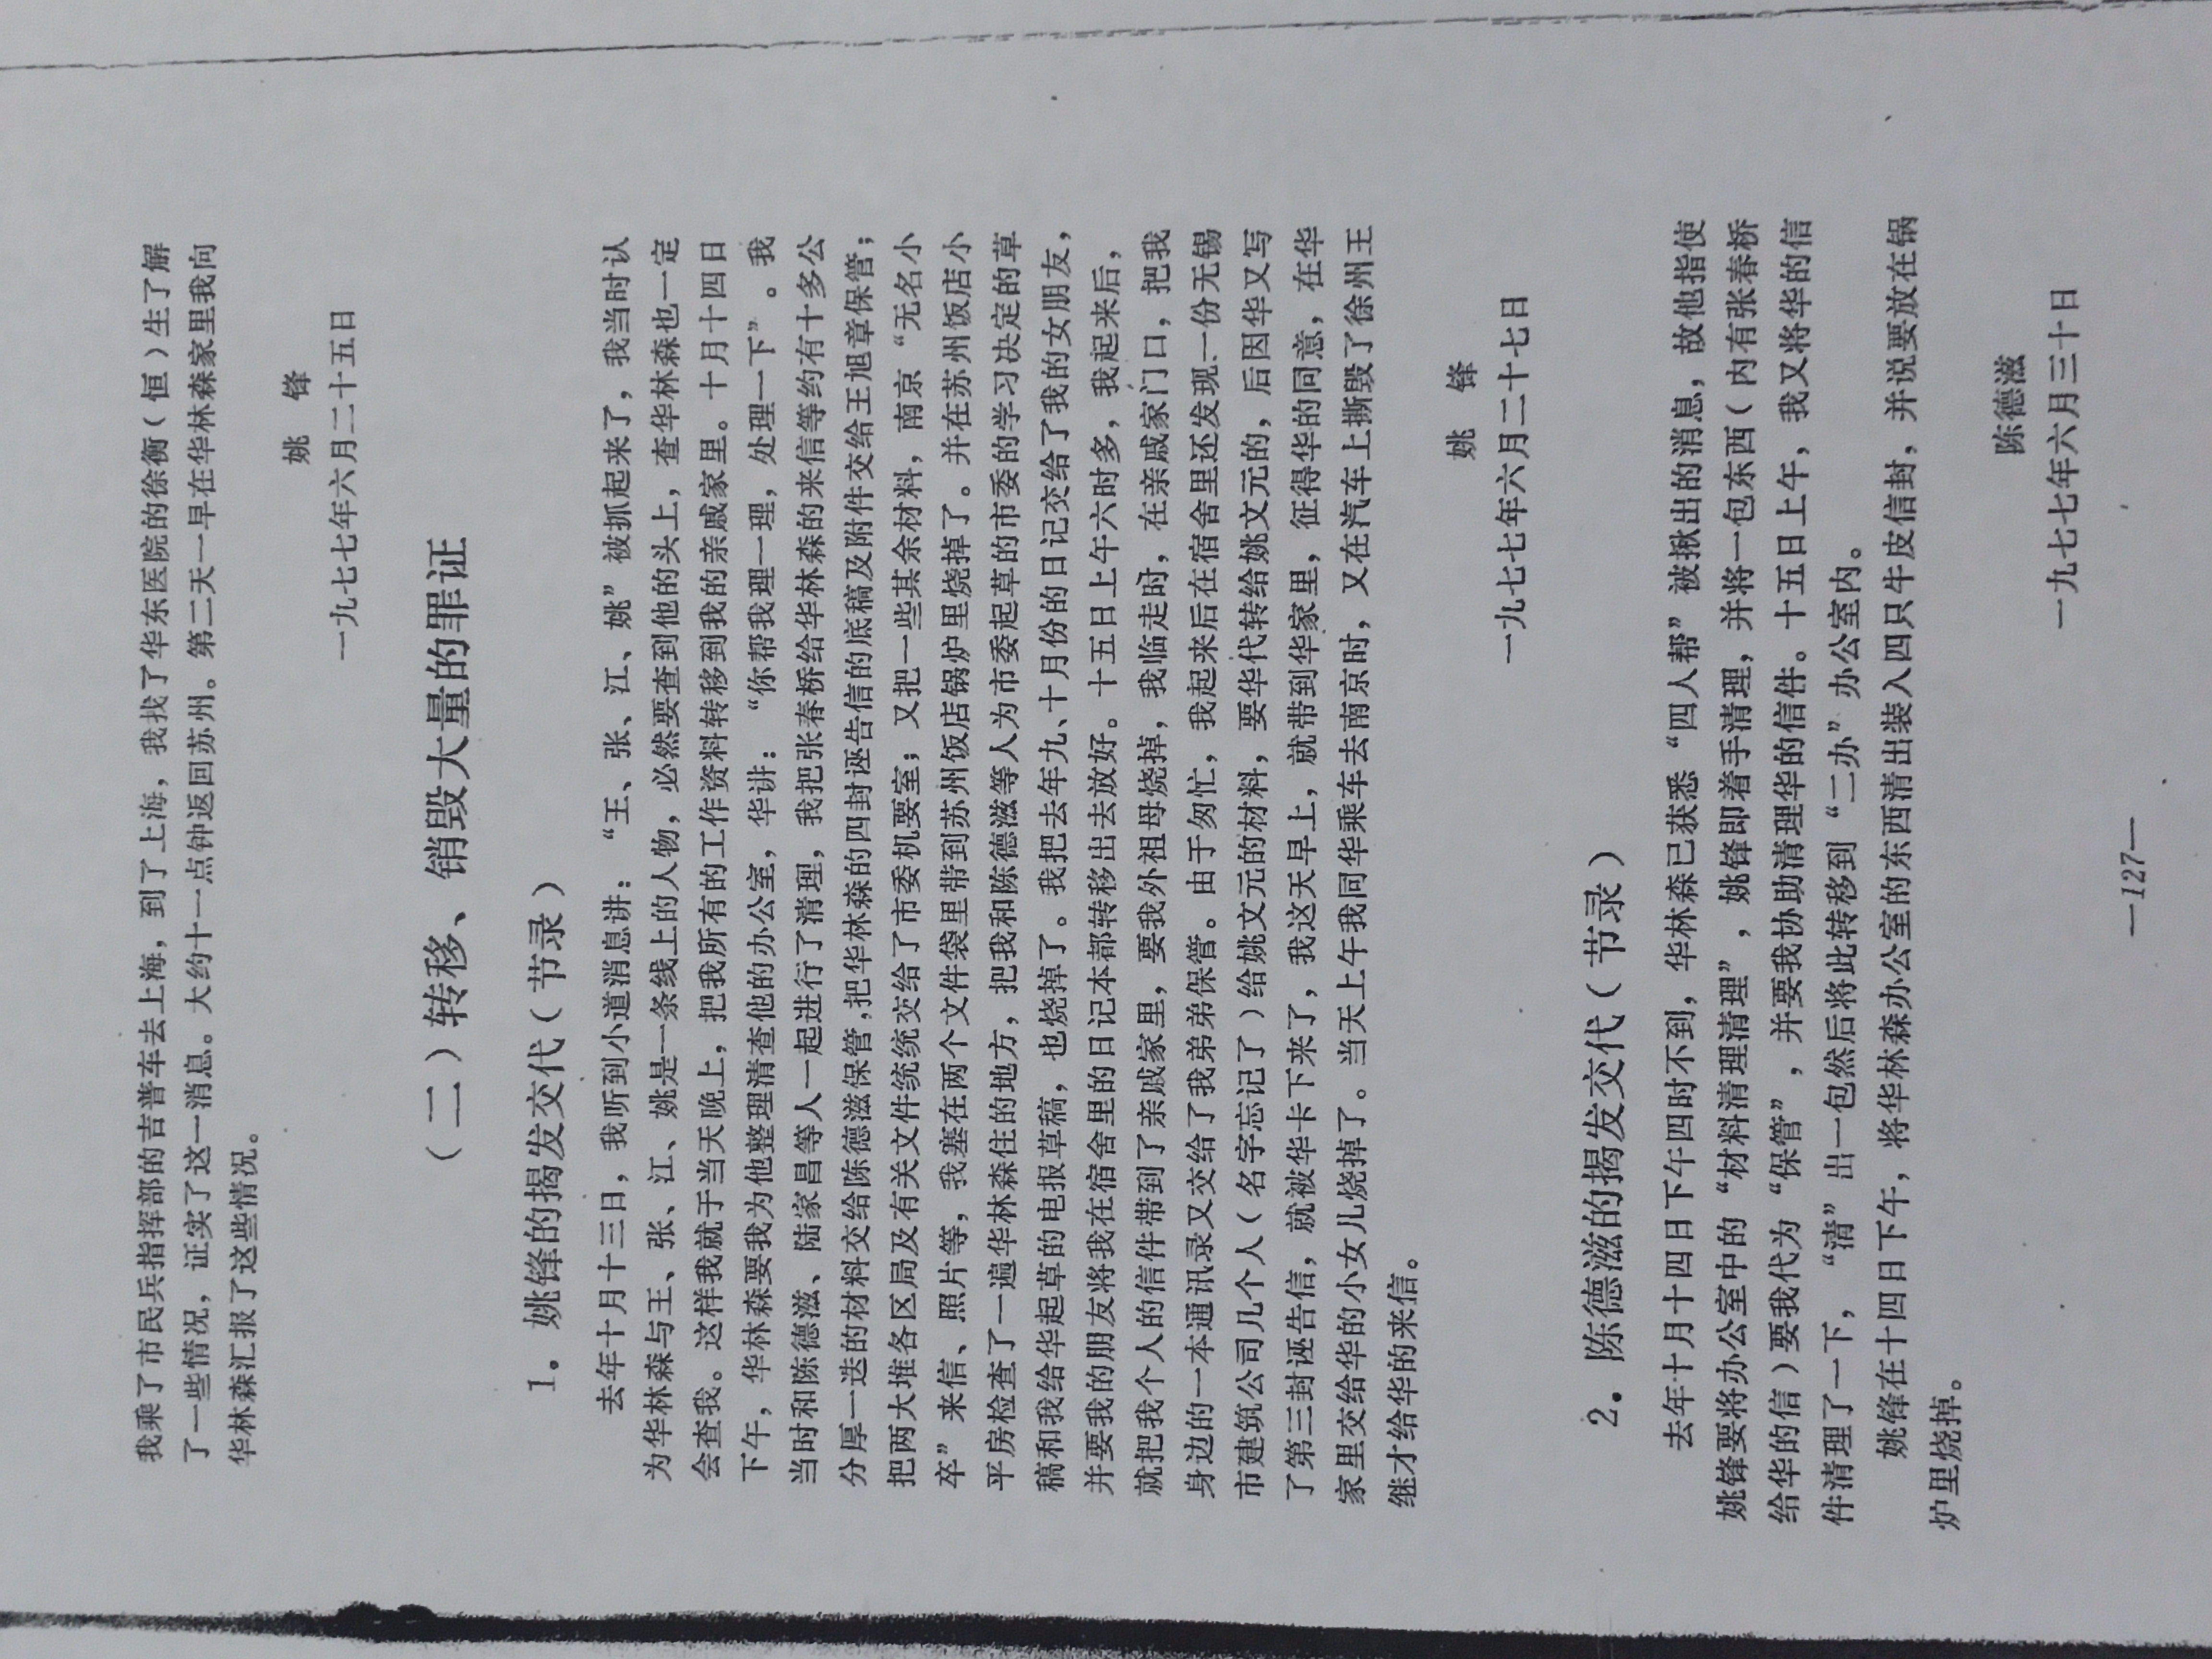 我乘了市民兵指挥部的吉普车去上海，到了上海，我找了华东医院的徐衡（恒）生了解
了一些情况，证实了这一消息。大约十一点钟返回苏州。第二天一早在华林森家里我向
华林森汇报了这些情况。
姚　锋
一九七七年六月二十五日
（二）转移、销毁大量的罪证
1．姚锋的揭发交代（节录）
去年十月十三日，我听到小道消息讲：“王、张、江、姚”被抓起来了，我当时认
为华林森与王、张、江、姚是一条线上的人物，必然要查到他的头上，查华林森也一定
会查我。这样我就于当天晚上，把我所有的工作资料转移到我的亲戚家里。十月十四日
下午，华林森要我为他整理清查他的办公室，华讲：“你帮我理一理，处理一下”。我
当时和陈德滋、陆家昌等人一起进行了清理，我把张春桥给华林森的来信等约有十多公
分厚一迭的材料交给陈德滋保管，把华林森的四封诬告信的底稿及附件交给王旭章保管；
把两大堆各区局及有关文件统统交给了市委机要室；又把一些其余材料，南京“无名小
卒”来信、照片等，我塞在两个文件袋里带到苏州饭店锅炉里烧掉了。并在苏州饭店小
平房检查了一遍华林森住的地方，把我和陈德滋等人为市委起草的市委的学习决定的草
稿和我给华起草的电报草稿，也烧掉了。我把去年九、十月份的日记交给了我的女朋友，
并要我的朋友将我在宿舍里的日记本都转移出去放好。十五日上午六时多，我起来后，
就把我个人的信件带到了亲戚家里，要我外祖母烧掉，我临走时，在亲戚家门口，把我
身边的一本通讯录又交给了我弟弟保管。由于匆忙，我起来后在宿舍里还发现一份无锡
市建筑公司几个人（名字忘记了）给姚文元的材料，要华代转给姚文元的，后因华又写
了第三封诬告信，就被华卡下来了，我这天早上，就带到华家里，征得华的同意，在华
家里交给华的小女儿烧掉了。当天上午我同华乘车去南京时，又在汽车上撕毁了徐州王
继才给华的来信。
姚　锋
一九七七年六月二十七日
2．陈德滋的揭发交代（节录）
去年十月十四日下午四时不到，华林森已获悉“四人帮”被揪出的消息，故他指使
姚锋要将办公室中的“材料清理清理”，姚锋即着手清理，并将一包东西（内有张春桥
给华的信）要我代为“保管”，并要我协助清理华的信件。十五日上午，我又将华的信
件清理了一下，“清”出一包然后将此转移到“二办”办公室内。
姚锋在十四日下午，将华林森办公室的东西清出装入四只牛皮信封，并说要放在锅
炉里烧掉。
陈德滋
一九七七年六月三十日
—127—